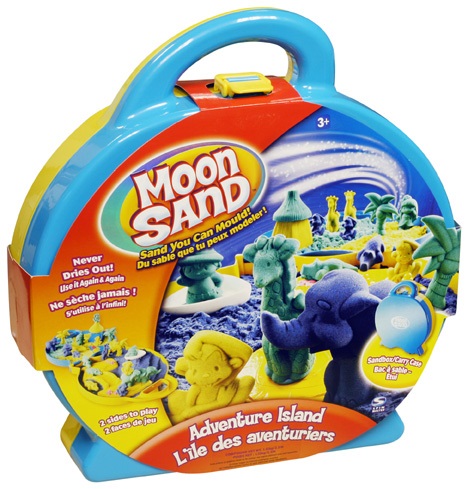 3+
MOON
SAND
Sand You Can Mould!
Du sable que tu peux modeler!
Never
Dries Out!
Use it Again & Again
Ne sèche jamais !
S'utilise à l'infini!
2 sides to play
2 faces de jeu
Sandbox/Carry Case
Bac à sable-
Étui
SPIN
MASTER
Adventure Island
L'île des aventuriers